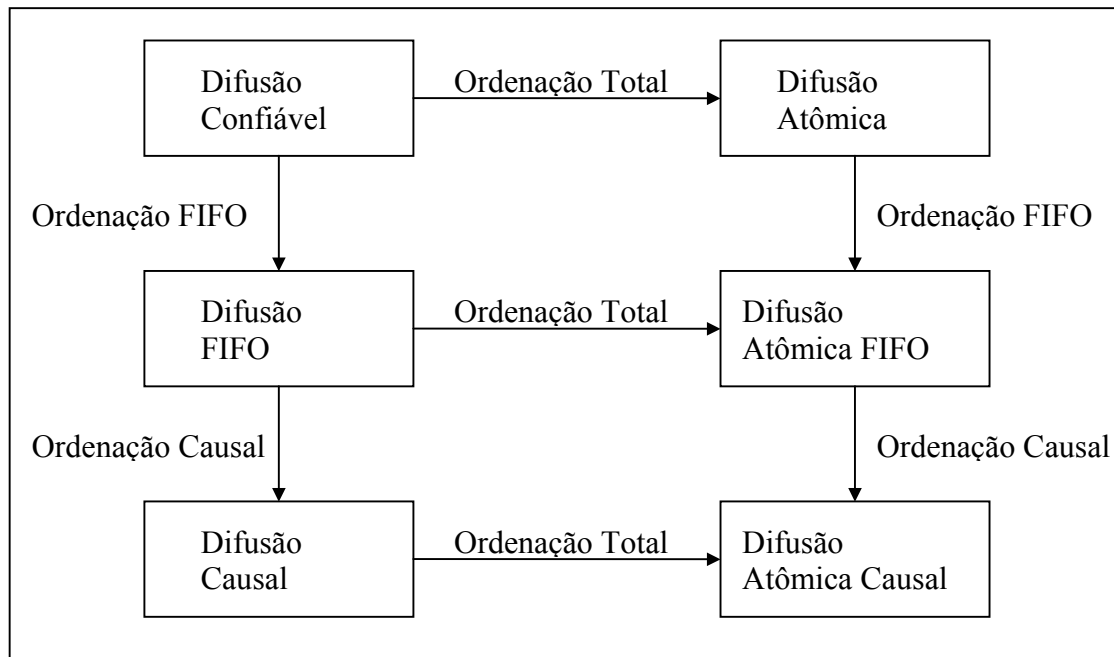 Difusão
Confiável
Ordenação Total
Difusão
Atômica
Ordenação FIFO
Ordenação FIFO
Difusão
FIFO
Ordenação Total
Difusão
Atômica FIFO
Ordenação Causal
Ordenação Causal
Difusão
Causal
Ordenação Total
Difusão
Atômica Causal